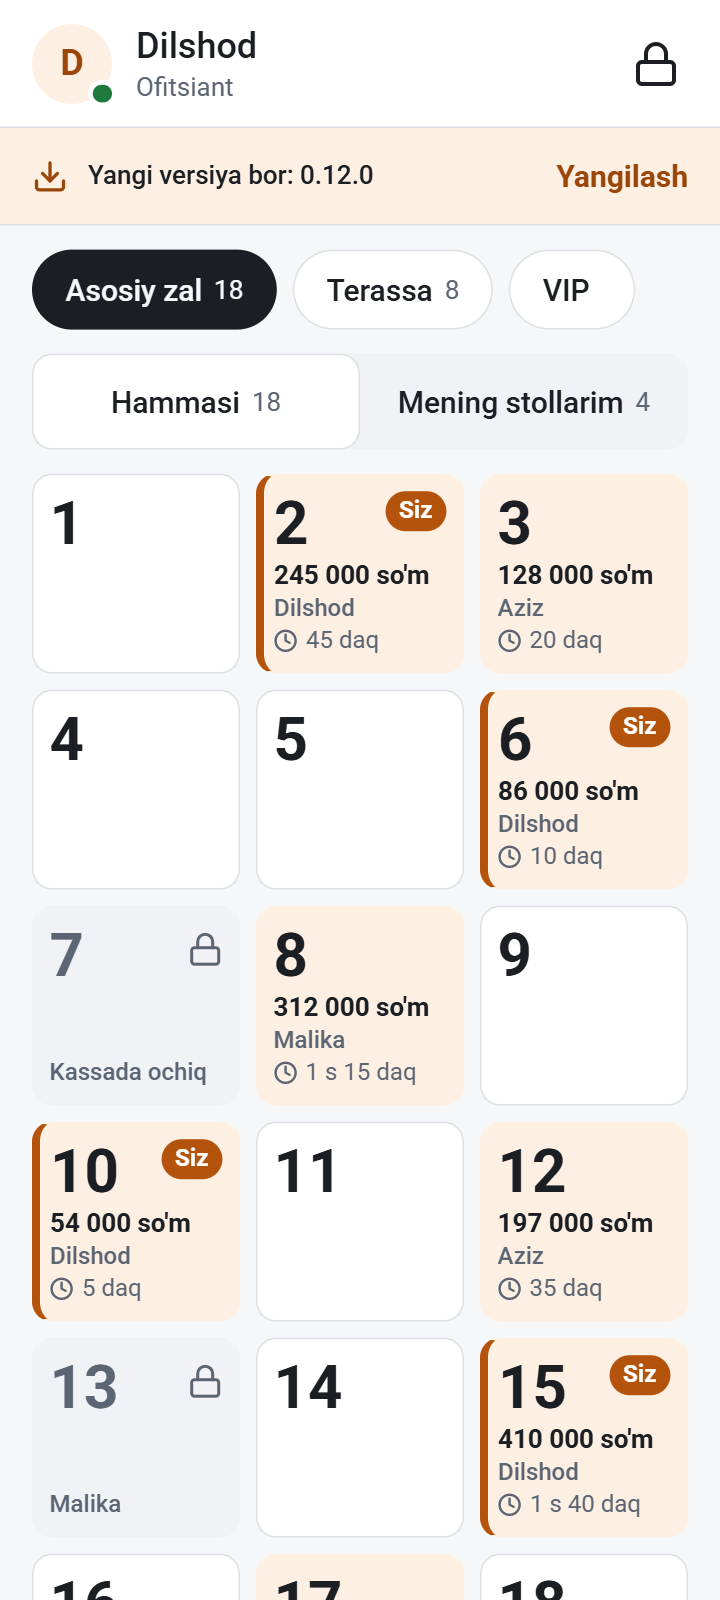 D
Dilshod
Ofitsiant
Yangi versiya bor: 0.12.0
Yangilash
Asosiy zal 18
Terassa 8
VIP
Hammasi 18
Mening stollarim 4
1
2 Siz
245 000 so'm
Dilshod
45 daq
3
128 000 so'm
Aziz
20 daq
4
5
6 Siz
86 000 so'm
Dilshod
10 daq
7
Kassada ochiq
8
312 000 so'm
Malika
1 s 15 daq
9
10 Siz
54 000 so'm
Dilshod
5 daq
11
12
197 000 so'm
Aziz
35 daq
13
Malika
14
15 Siz
410 000 so'm
Dilshod
1 s 40 daq
16
17
18